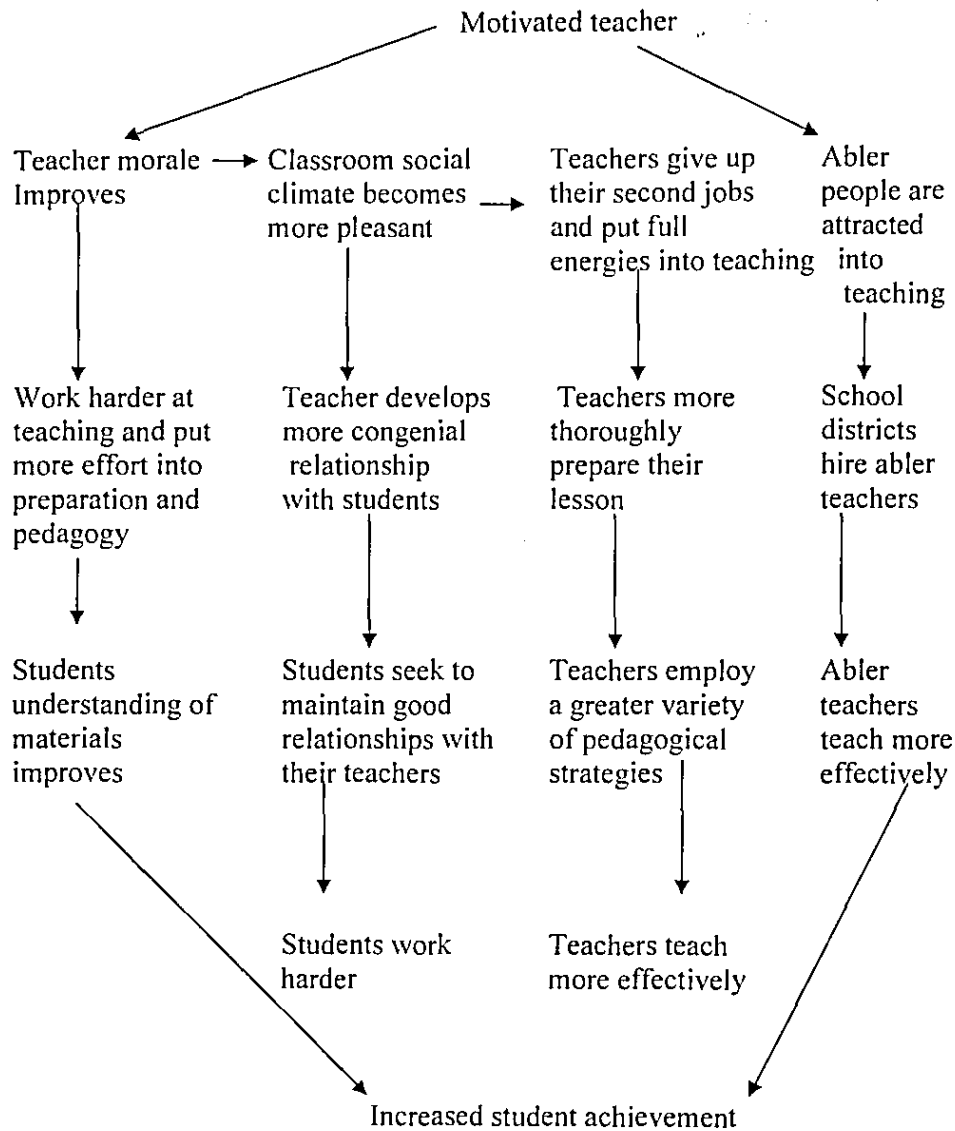 Motivated teacher
Teacher morale
Improves
Classroom social
climate becomes
more pleasant
Teachers give up
their second jobs
and put full
energies into teaching
Abler
people are
attracted
into
teaching
Work harder at
teaching and put
more effort into
preparation and
pedagogy
Teacher develops
more congenial
relationship
with students
Teachers more
thoroughly
prepare their
lesson
School
districts
hire abler
teachers
Students
understanding of
materials
improves
Students seek to
maintain good
relationships with
their teachers
Teachers employ
a greater variety
of pedagogical
strategies
Abler
teachers
teach more
effectively
Students work
harder
Teachers teach
more effectively
Increased student achievement